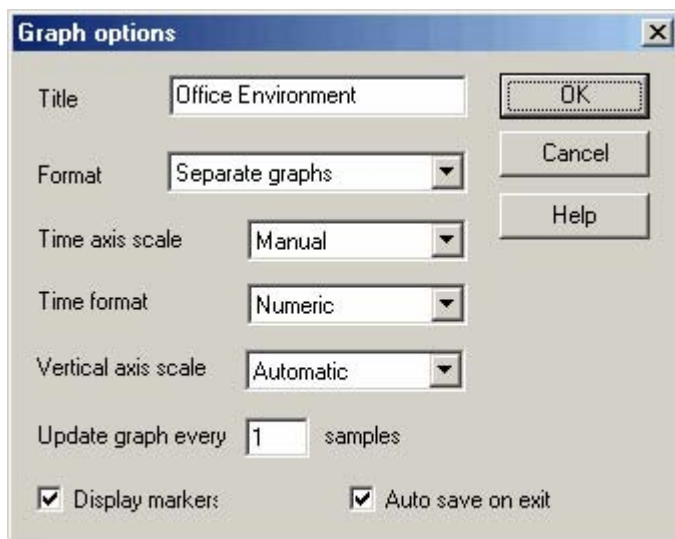 Graph options
Title
Office Environment
OK
Format
Separate graphs
Cancel
Time axis scale
Manual
Help
Time format
Numeric
Vertical axis scale
Automatic
Update graph every 1 samples
Display markers
Auto save on exit